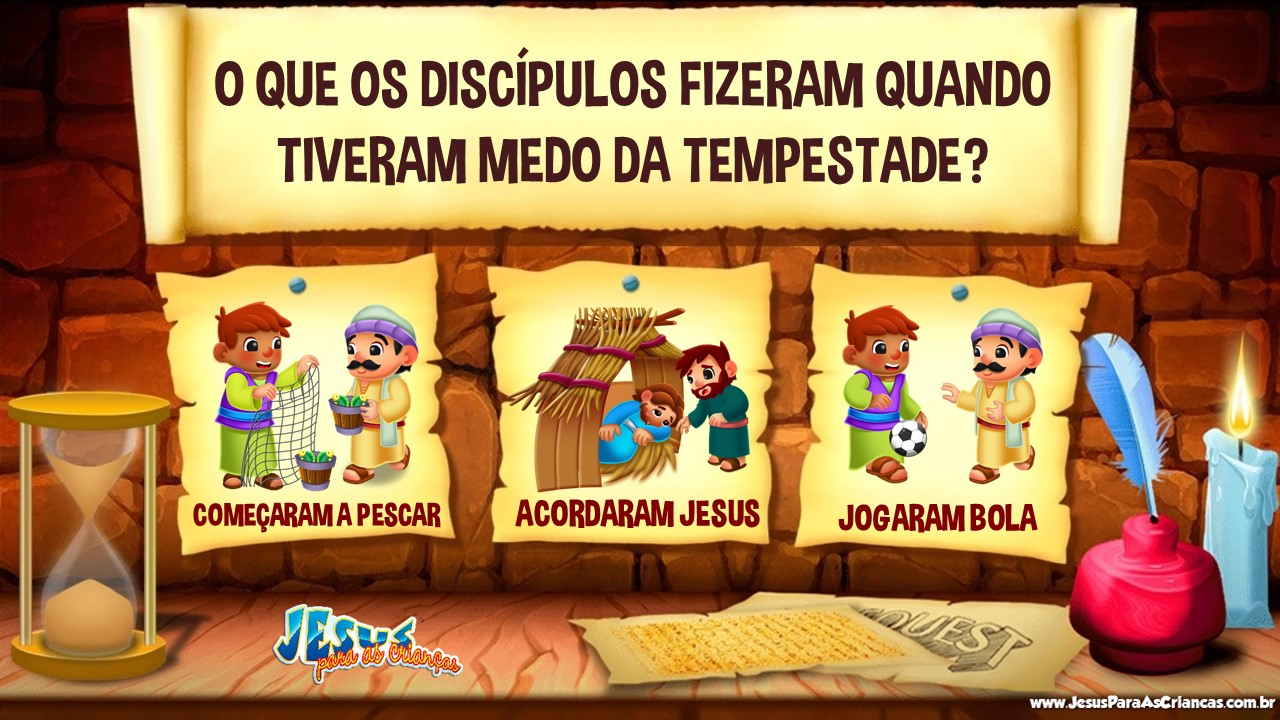 O QUE OS DISCÍPULOS FIZERAM QUANDO
TIVERAM MEDO DA TEMPESTADE?
COMEÇARAM A PESCAR
ACORDARAM JESUS
JOGARAM BOLA
JESUS
para as crianças
QUEST
www.JesusParaAsCriancas.com.br